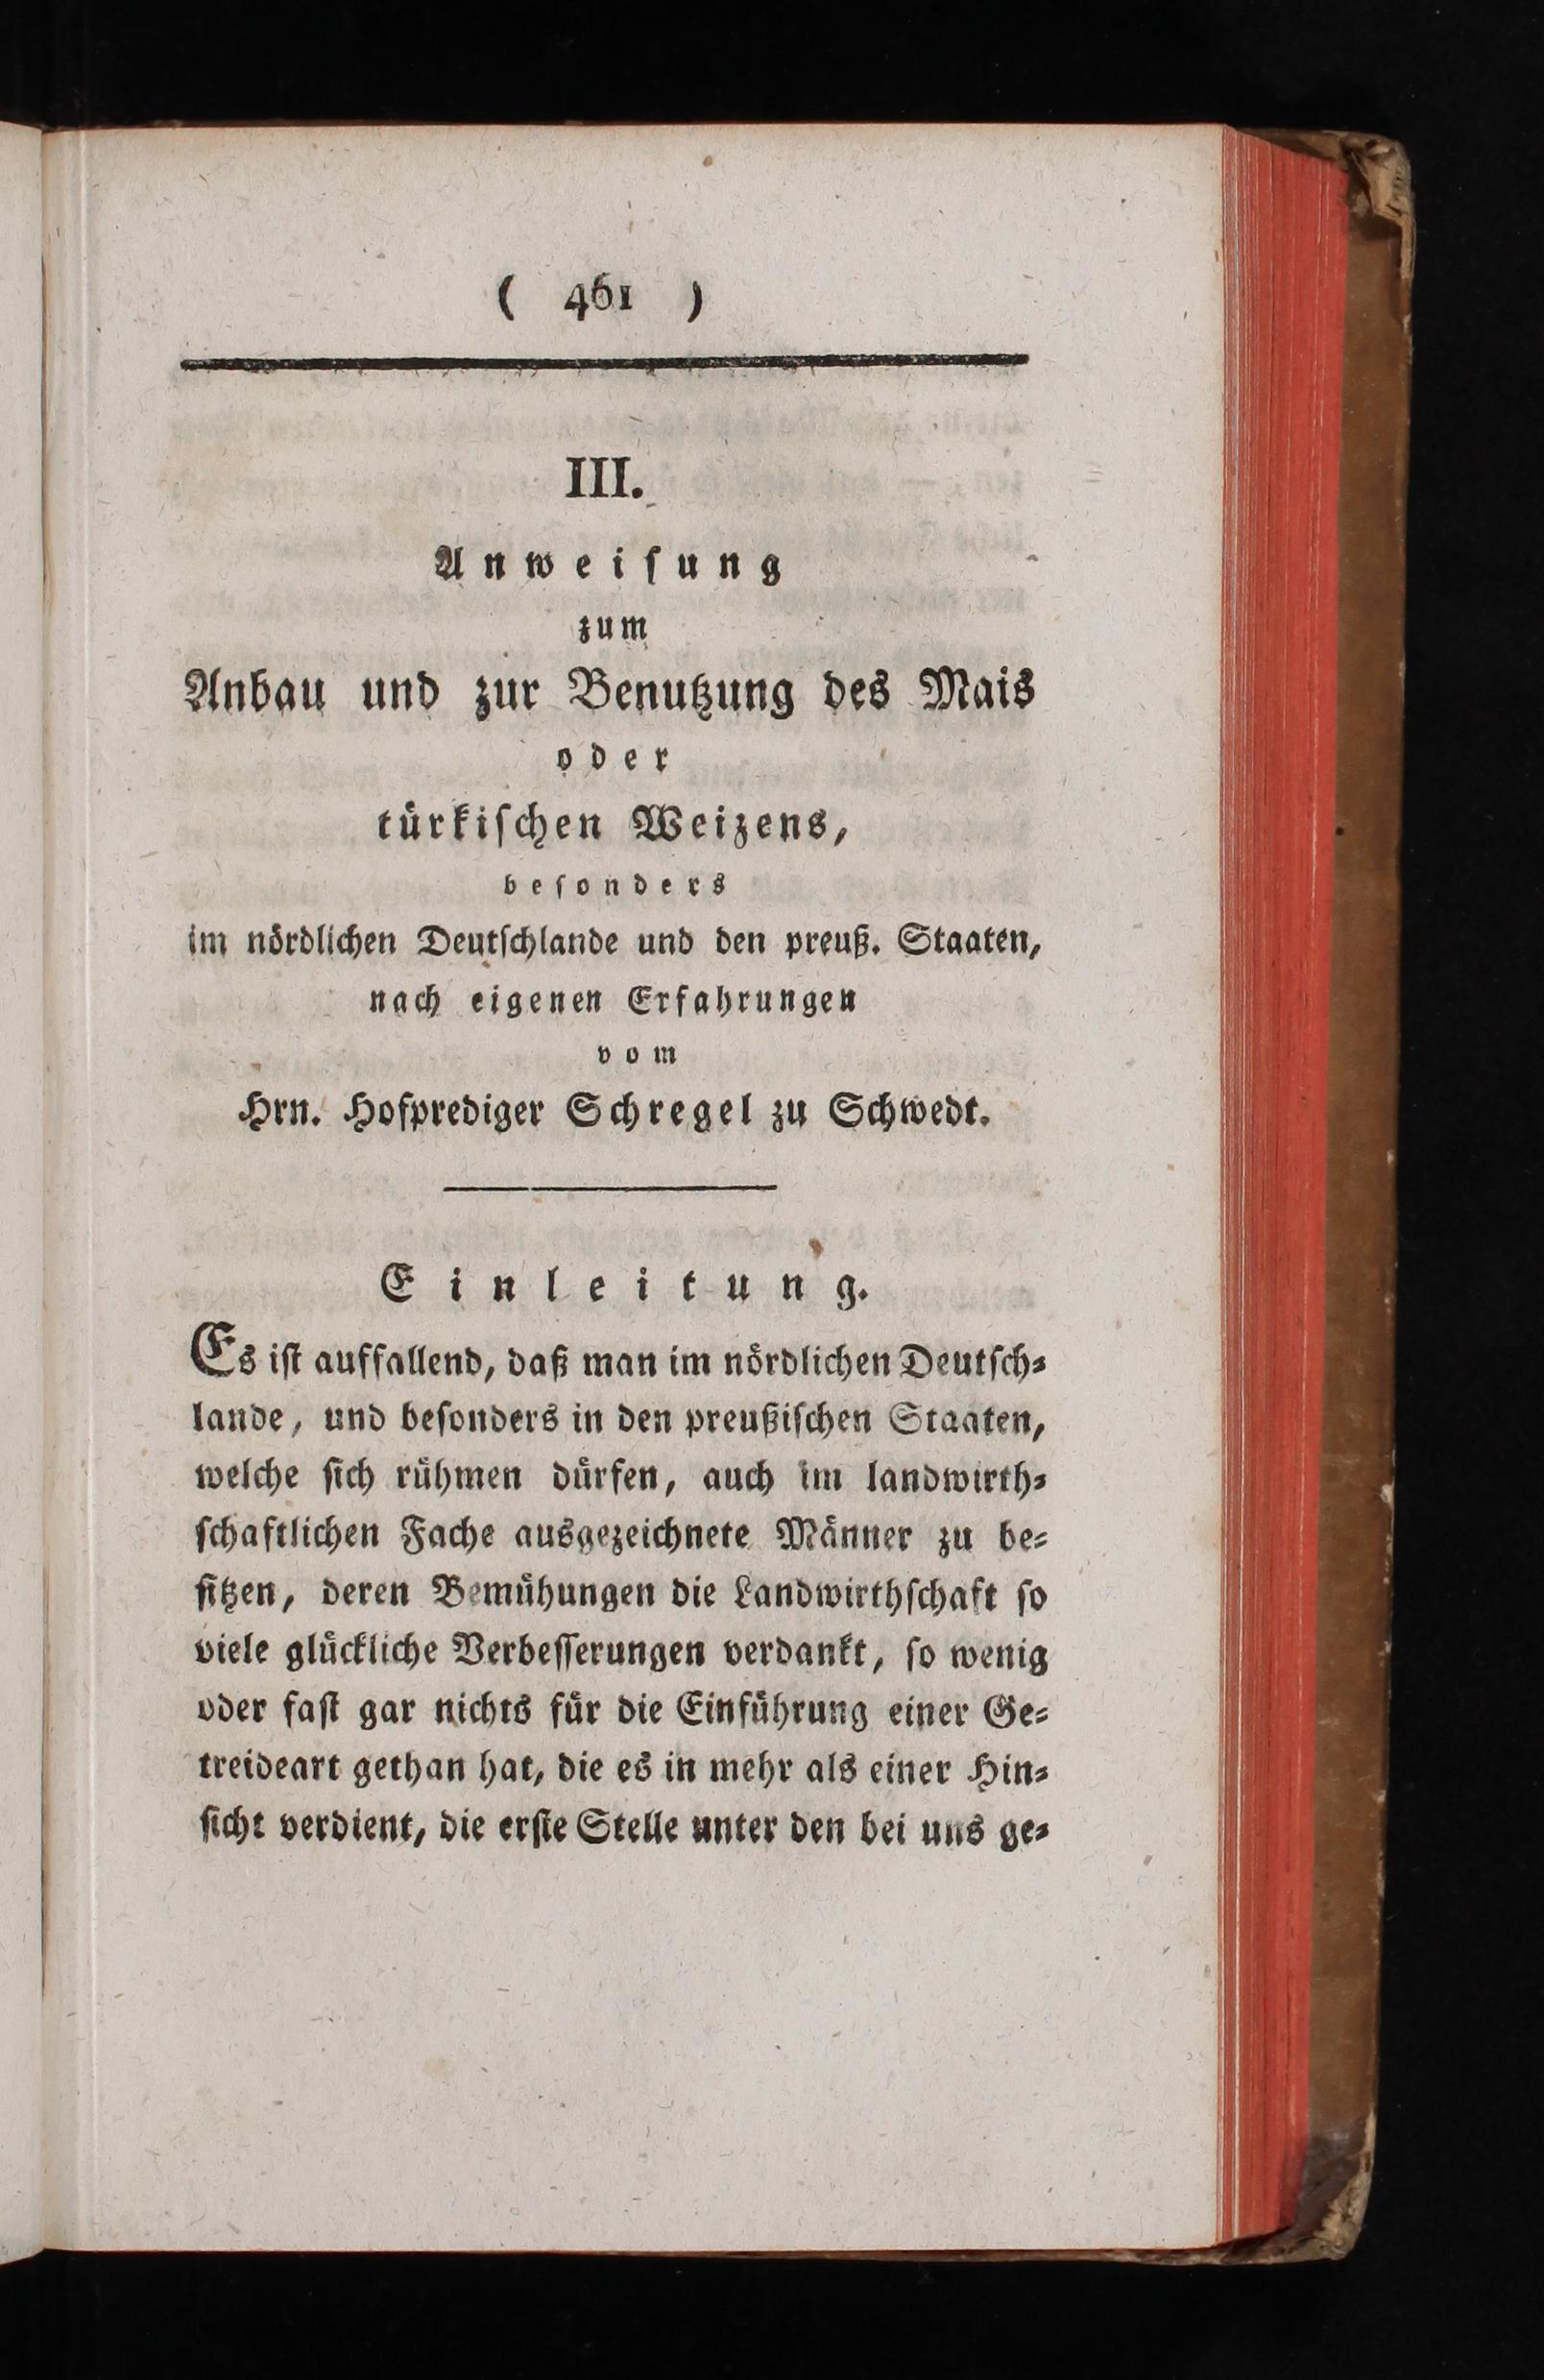 ( 461 )
III.
Anweiſung
zum
Anbau und zur Benutzung des Mais
oder
türkiſchen Weizens,
beſonders
im nördlichen Deutſchlande und den preuß. Staaten,
nach eigenen Erfahrungen
vom
Hrn. Hofprediger Schregel zu Schwedt.
Einleitung.
Es iſt auffallend, daß man im nördlichen Deutſch⸗
lande, und beſonders in den preußiſchen Staaten,
welche ſich rühmen dürfen, auch im landwirth⸗
ſchaftlichen Fache ausgezeichnete Männer zu be⸗
ſitzen, deren Bemühungen die Landwirthſchaft ſo
viele glückliche Verbeſſerungen verdankt, ſo wenig
oder faſt gar nichts für die Einführung einer Ge⸗
treideart gethan hat, die es in mehr als einer Hin⸗
ſicht verdient, die erſte Stelle unter den bei uns ge⸗